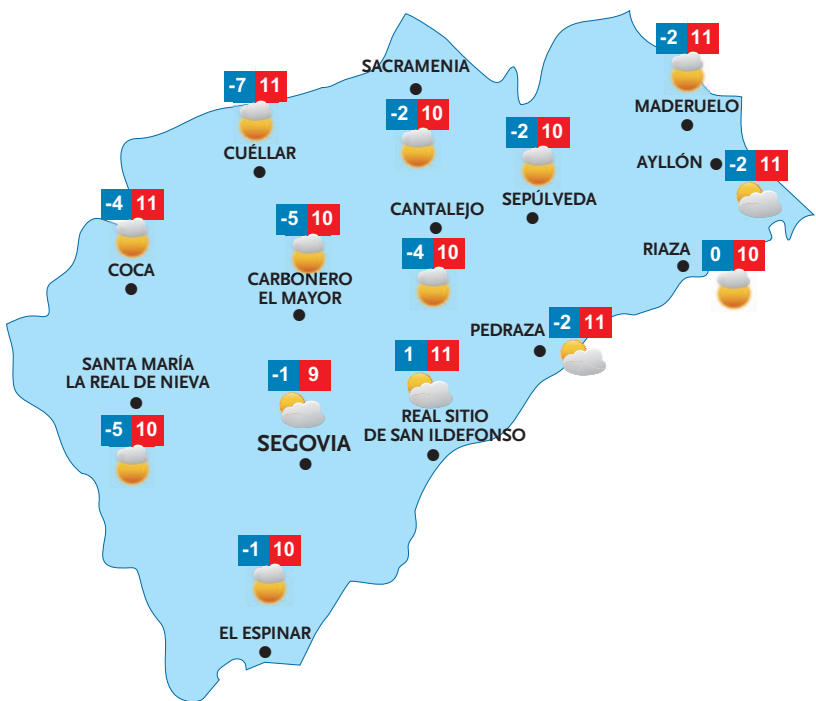 -2 11
MADERUELO
SACRAMENIA
-2 10
-7 11
CUÉLLAR
-2 10
SEPÚLVEDA
AYLLÓN
-2 11
-4 11
COCA
-5 10
CARBONERO
EL MAYOR
CANTALEJO
-4 10
RIAZA
0 10
PEDRAZA
-2 11
SANTA MARÍA
LA REAL DE NIEVA
-5 10
-1 9
SEGOVIA
1 11
REAL SITIO
DE SAN ILDEFONSO
-1 10
EL ESPINAR